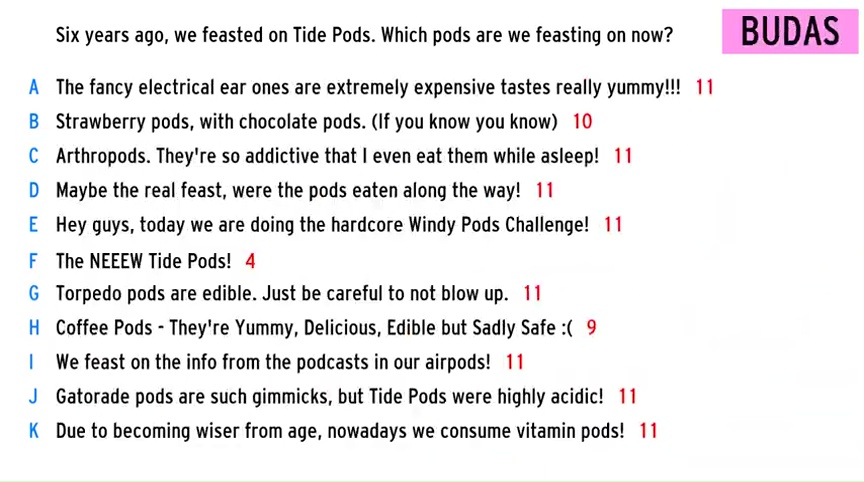 Six years ago, we feasted on Tide Pods. Which pods are we feasting on now?
BUDAS
A The fancy electrical ear ones are extremely expensive tastes really yummy!!! 11
B Strawberry pods, with chocolate pods. (If you know you know) 10
C Arthropods. They're so addictive that I even eat them while asleep! 11
D Maybe the real feast, were the pods eaten along the way! 11
E Hey guys, today we are doing the hardcore Windy Pods Challenge! 11
F The NEEEW Tide Pods! 4
G Torpedo pods are edible. Just be careful to not blow up. 11
H Coffee Pods - They're Yummy, Delicious, Edible but Sadly Safe :( 9
I We feast on the info from the podcasts in our airpods! 11
J Gatorade pods are such gimmicks, but Tide Pods were highly acidic! 11
K Due to becoming wiser from age, nowadays we consume vitamin pods! 11